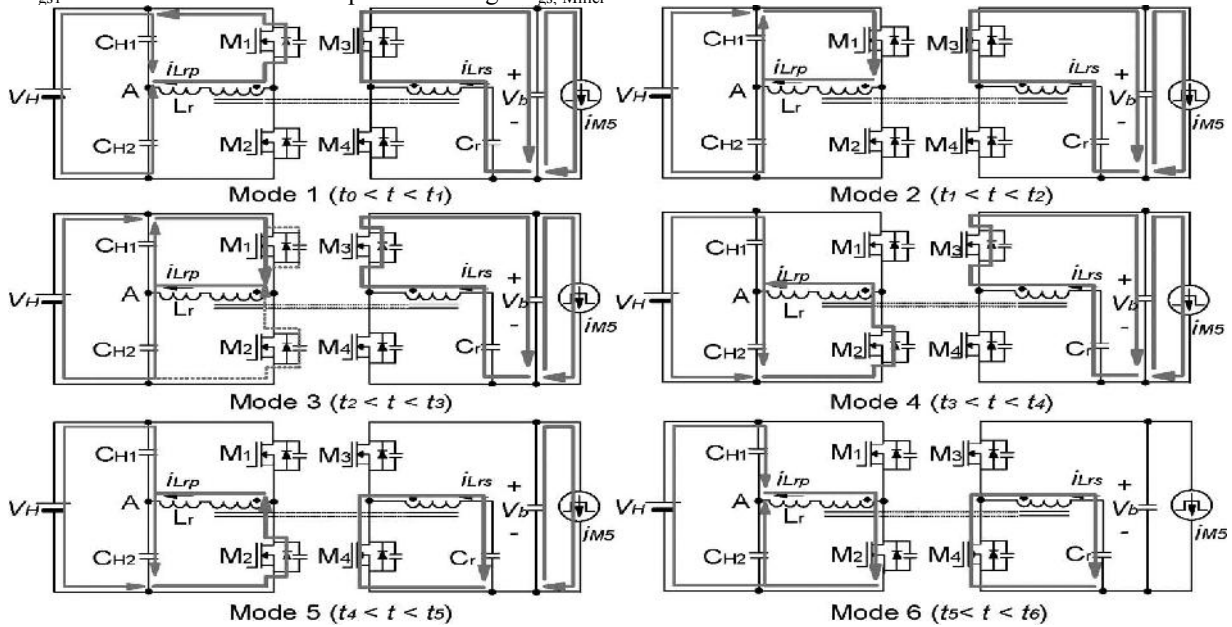 gs1
gs, Miller
CH1
M1
M3
iLrp
iLrs
+
VH
A
Lr
Vb
-
iM5
CH2
M2
M4
Cr
Mode 1 (t0 < t < t1)
CH1
M1
M3
iLrp
iLrs
+
VH
A
Lr
Vb
-
iM5
CH2
M2
M4
Cr
Mode 2 (t1 < t < t2)
CH1
M1
M3
iLrp
iLrs
+
VH
A
Lr
Vb
-
iM5
CH2
M2
M4
Cr
Mode 3 (t2 < t < t3)
CH1
M1
M3
iLrp
iLrs
+
VH
A
Lr
Vb
-
iM5
CH2
M2
M4
Cr
Mode 4 (t3 < t < t4)
CH1
M1
M3
iLrp
iLrs
+
VH
A
Lr
Vb
-
iM5
CH2
M2
M4
Cr
Mode 5 (t4 < t < t5)
CH1
M1
M3
iLrp
iLrs
+
VH
A
Lr
Vb
-
iM5
CH2
M2
M4
Cr
Mode 6 (t5< t < t6)